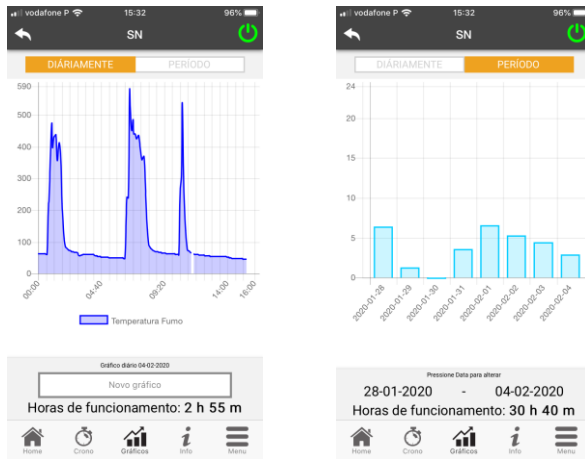 vodafone P 15:32 96%
SN
DIÁRIAMENTE PERÍODO
590
500
400
300
200
100
0
00:00 04:40 09:20 14:00 16:00
Temperatura Fumo
Gráfico diário 04-02-2020
Novo gráfico
Horas de funcionamento: 2 h 55 m
Home Crono Gráficos Info Menu
vodafone P 15:32 96%
SN
DIÁRIAMENTE PERÍODO
24
20
15
10
5
0
2020-01-28 2020-01-29 2020-01-30 2020-01-31 2020-02-01 2020-02-02 2020-02-03 2020-02-04
Pressione Data para alterar
28-01-2020 - 04-02-2020
Horas de funcionamento: 30 h 40 m
Home Crono Gráficos Info Menu